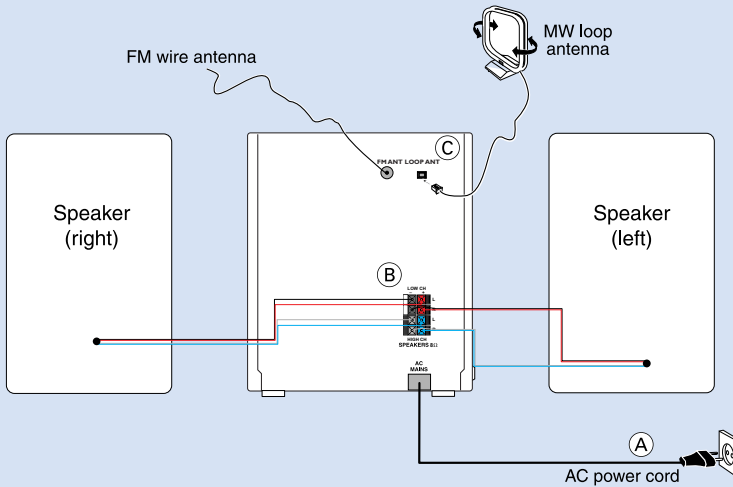 MW loop
antenna
FM wire antenna
C
FM ANT LOOP ANT
Speaker
(right)
Speaker
(left)
B
LOW CH
– +
L
R
L
R
HIGH CH
SPEAKERS 8Ω
AC
MAINS
A
AC power cord